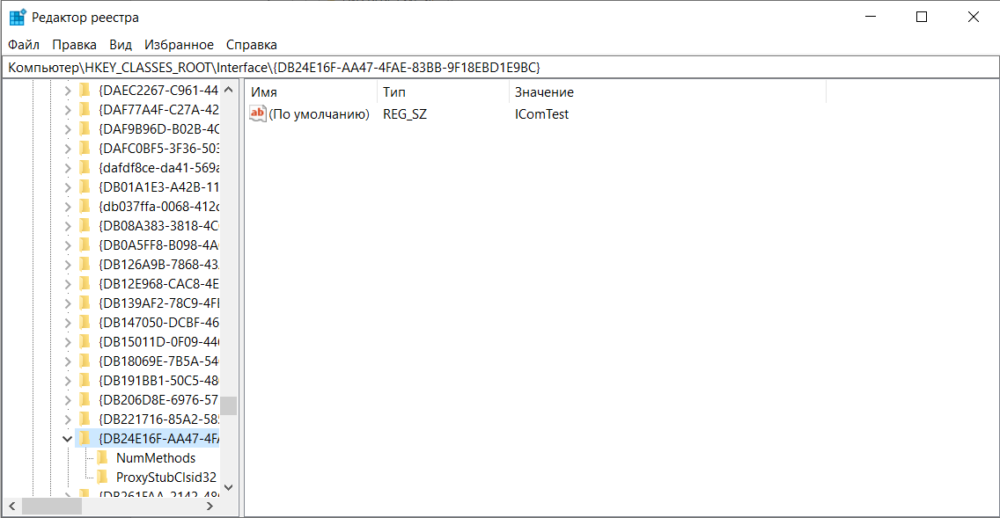 Редактор реестра
Файл Правка Вид Избранное Справка
Компьютер\HKEY_CLASSES_ROOT\Interface\{DB24E16F-AA47-4FAE-83BB-9F18EBD1E9BC}
{DAEC2267-C961-44
{DAF77A4F-C27A-42
{DAF9B96D-B02B-4C
{DAFC0BF5-3F36-503
{dafdf8ce-da41-569a
{DB01A1E3-A42B-11
{db037ffa-0068-412c
{DB08A383-3818-4C
{DB0A5FF8-B098-4A
{DB126A9B-7868-43
{DB12E968-CAC8-4E
{DB139AF2-78C9-4F
{DB147050-DCBF-46
{DB15011D-0F09-44
{DB18069E-7B5A-54
{DB191BB1-50C5-48
{DB206D8E-6976-57
{DB221716-85A2-58
{DB24E16F-AA47-4FA
NumMethods
ProxyStubClsid32
{DB261FAA-2142-48
Имя Тип Значение
(По умолчанию) REG_SZ IComTest